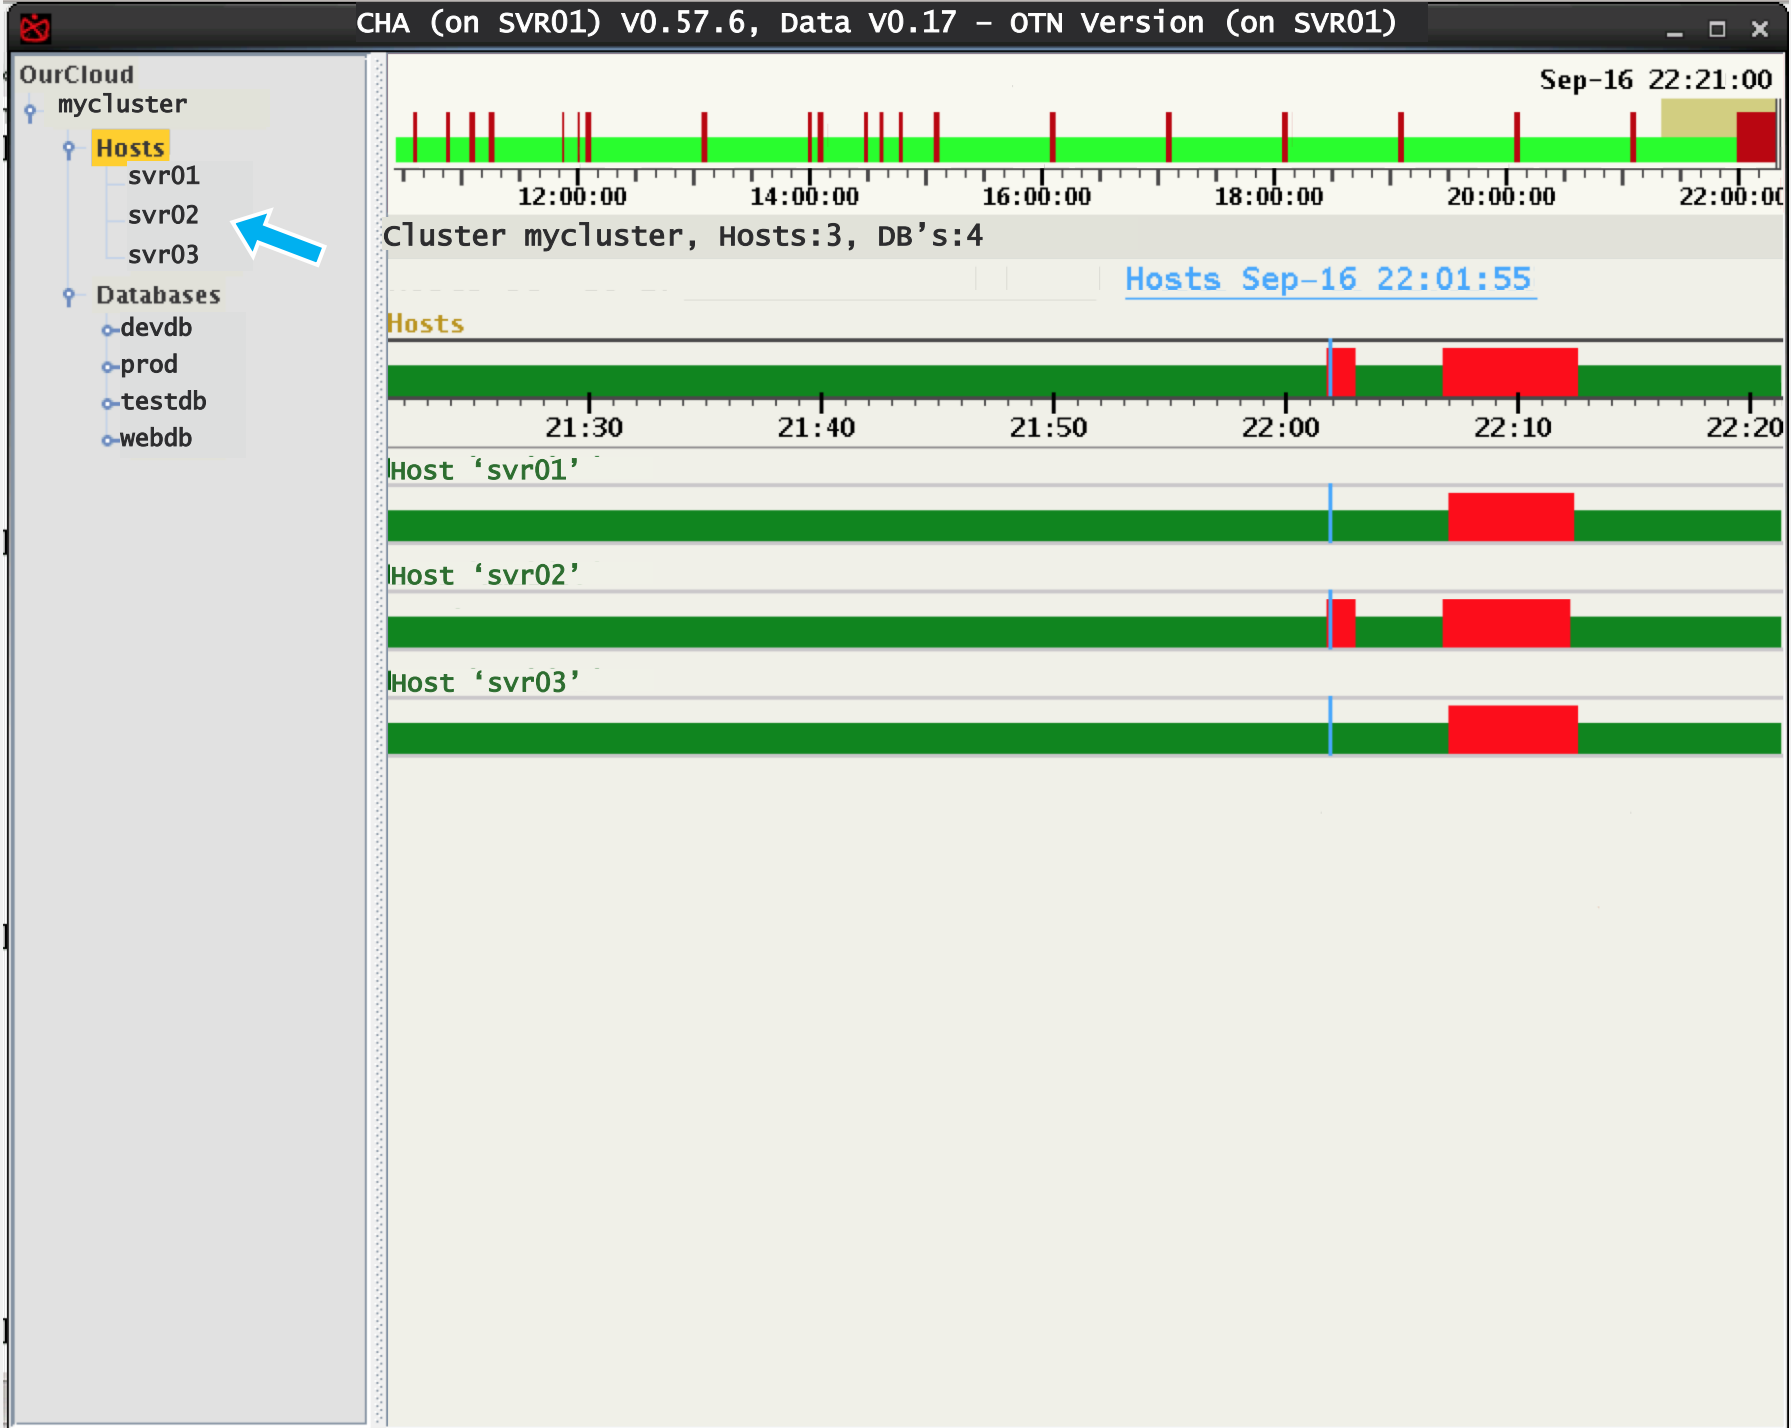 CHA (on SVR01) V0.57.6, Data V0.17 – OTN Version (on SVR01)
OurCloud
mycluster
Hosts
svr01
svr02
svr03
Databases
devdb
prod
testdb
webdb
Sep-16 22:21:00
12:00:00 14:00:00 16:00:00 18:00:00 20:00:00 22:00:00
Cluster mycluster, Hosts:3, DB’s:4
Hosts Sep–16 22:01:55
Hosts
21:30 21:40 21:50 22:00 22:10 22:20
Host ‘svr01’
Host ‘svr02’
Host ‘svr03’